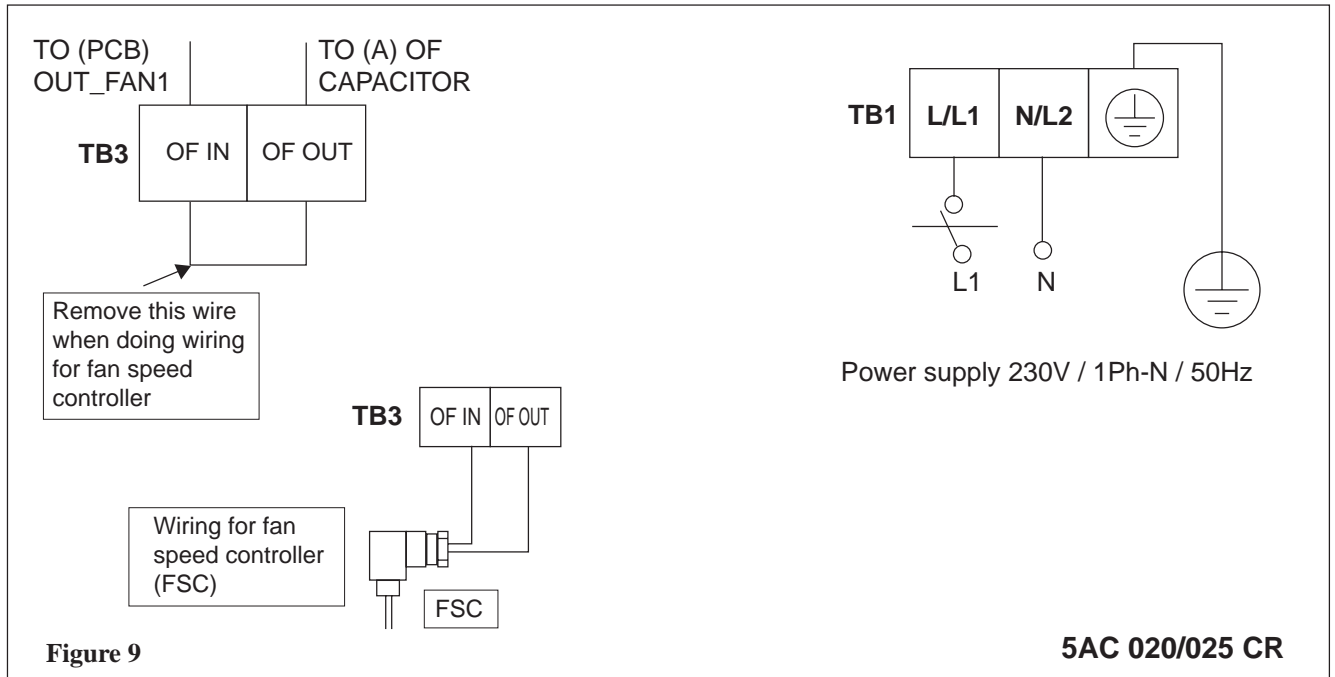 TO (PCB)
OUT_FAN1
TO (A) OF
CAPACITOR
TB3
OF IN
OF OUT
Remove this wire
when doing wiring
for fan speed
controller
TB3
OF IN
OF OUT
Wiring for fan
speed controller
(FSC)
FSC
TB1
L/L1
N/L2
L1
N
Power supply 230V / 1Ph-N / 50Hz
Figure 9
5AC 020/025 CR